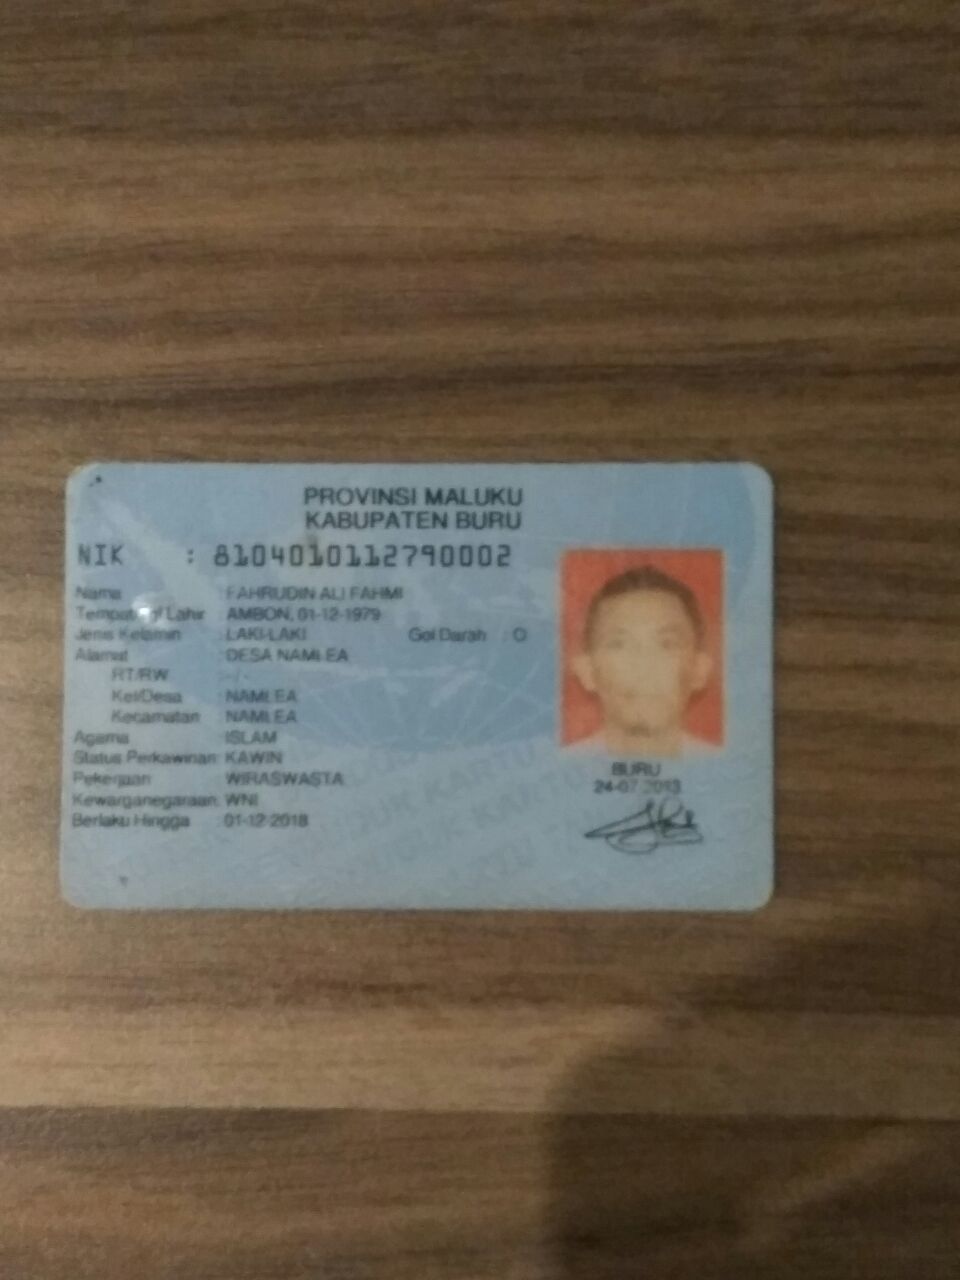 PROVINSI MALUKU
KABUPATEN BURU
NIK : 8104010112790002
Nama : FAHRUDIN ALI FAHMI
Tempat/Tgl Lahir : AMBON, 01-12-1979
Jenis Kelamin : LAKI-LAKI Gol Darah : O
Alamat : DESA NAMLEA
RT/RW : -/-
Kel/Desa : NAMLEA
Kecamatan : NAMLEA
Agama : ISLAM
Status Perkawinan: KAWIN
Pekerjaan : WIRASWASTA
Kewarganegaraan: WNI
Berlaku Hingga : 01-12-2018
BURU
24-07-2013